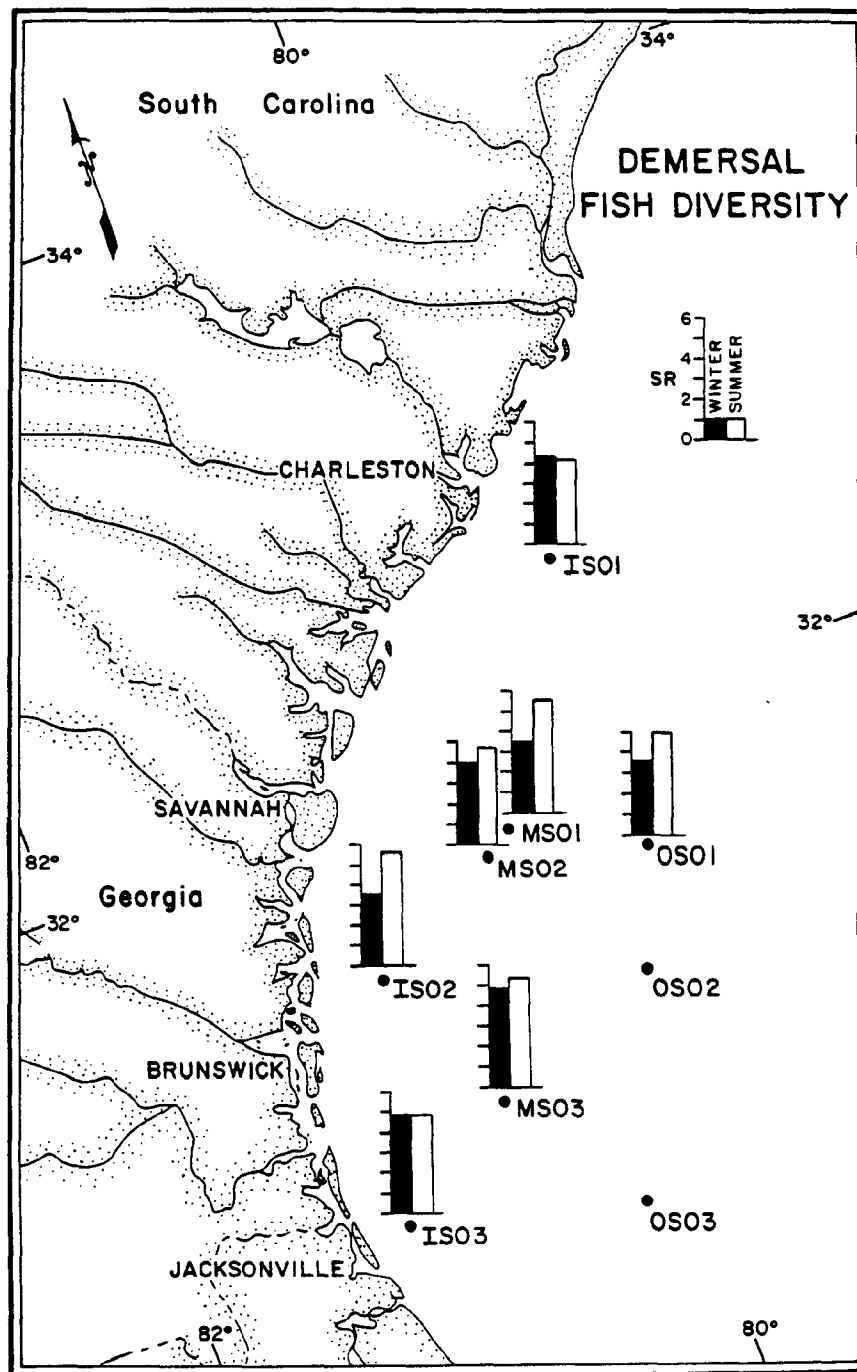 80°
34°
South Carolina
DEMERSAL
FISH DIVERSITY
N
34°
6
4
SR
2
0
WINTER
SUMMER
CHARLESTON
IS01
32°
SAVANNAH
MS01
MS02
OS01
82°
Georgia
32°
IS02
OS02
BRUNSWICK
MS03
IS03
OS03
JACKSONVILLE
82°
80°